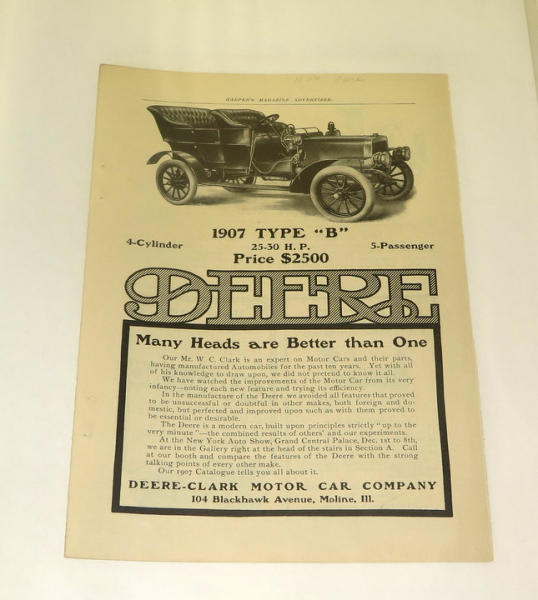 HARPER'S MAGAZINE ADVERTISER.
1907 TYPE "B"
4-Cylinder 25-30 H. P. 5-Passenger
Price $2500
DEERE
Many Heads are Better than One
Our Mr. W. C. Clark is an expert on Motor Cars and their parts,
having manufactured Automobiles for the past ten years. Yet with all
of his knowledge to draw upon, we did not pretend to know it all.
We have watched the improvements of the Motor Car from its very
infancy—noting each new feature and trying its efficiency.
In the manufacture of the Deere we avoided all features that proved
to be unsuccessful or doubtful in other makes, both foreign and do-
mestic, but perfected and improved upon such as with them proved to
be essential or desirable.
The Deere is a modern car, built upon principles strictly "up to the
very minute"—the combined results of others' and our experiments.
At the New York Auto Show, Grand Central Palace, Dec. 1st to 8th,
we are in the Gallery right at the head of the stairs in Section A. Call
at our booth and compare the features of the Deere with the strong
talking points of every other make.
Our 1907 Catalogue tells you all about it.
DEERE-CLARK MOTOR CAR COMPANY
104 Blackhawk Avenue, Moline, Ill.